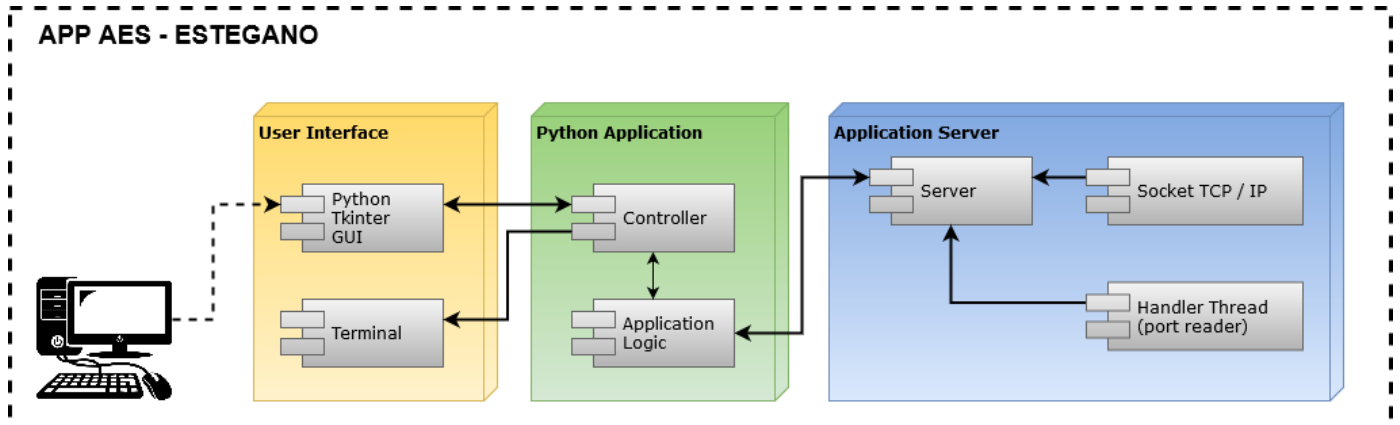 APP AES - ESTEGANO
User Interface
Python
Tkinter
GUI
Terminal
Python Application
Controller
Application
Logic
Application Server
Server
Socket TCP / IP
Handler Thread
(port reader)